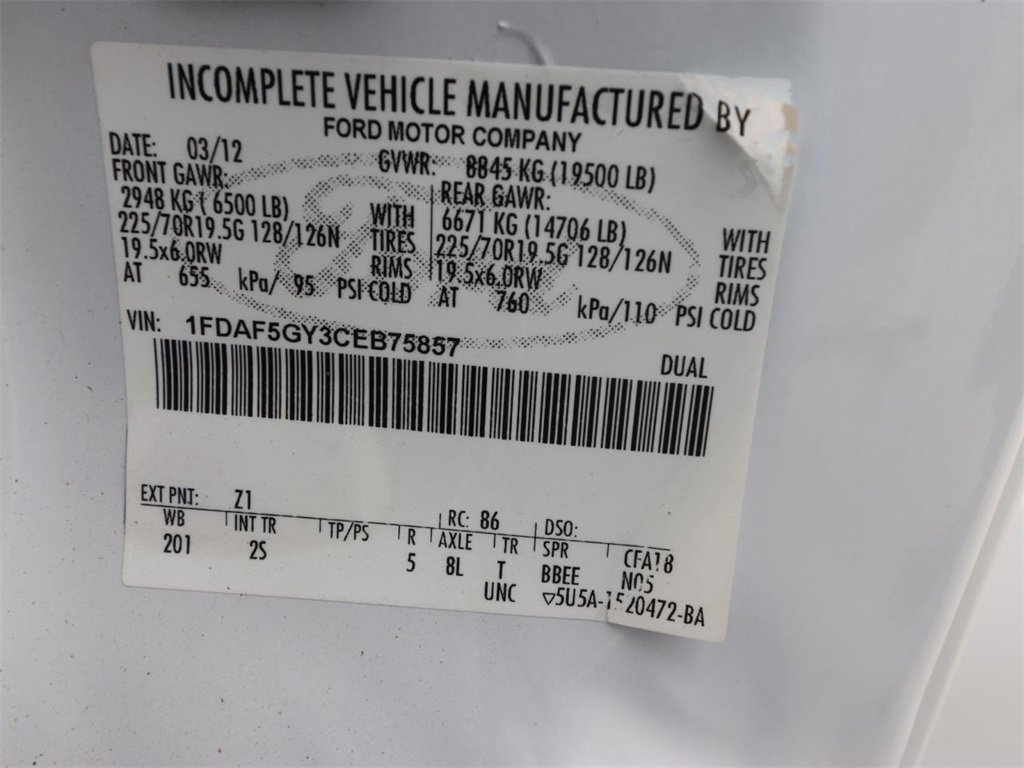 INCOMPLETE VEHICLE MANUFACTURED BY
FORD MOTOR COMPANY
DATE: 03/12 GVWR: 8845 KG (19500 LB)
FRONT GAWR: REAR GAWR:
2948 KG ( 6500 LB) WITH 6671 KG (14706 LB) WITH
225/70R19.5G 128/126N TIRES 225/70R19.5G 128/126N TIRES
19.5x6.0RW RIMS 19.5x6.0RW RIMS
AT 655 kPa/ 95 PSI COLD AT 760 kPa/110 PSI COLD
VIN: 1FDAF5GY3CEB75857
DUAL
EXT PNT: Z1 RC: 86 DSO:
WB INT TR TP/PS R AXLE TR SPR CFA18
201 2S 5 8L T BBEE N05
UNC ▽5U5A-1520472-BA